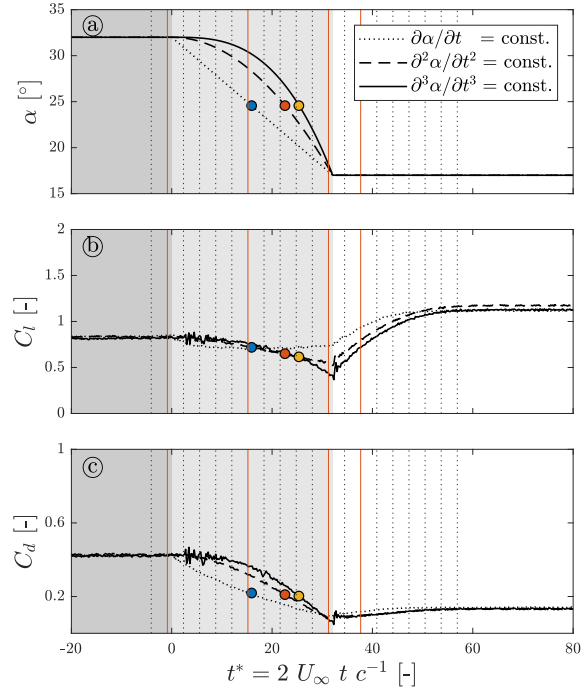 ⓐ
∂α/∂t = const.
∂²α/∂t² = const.
∂³α/∂t³ = const.
35
30
25
20
15
α [°]
ⓑ
2
1.5
1
0.5
0
C_l [-]
ⓒ
1
0.6
0.2
C_d [-]
-20 0 20 40 60 80
t* = 2 U_∞ t c⁻¹ [-]